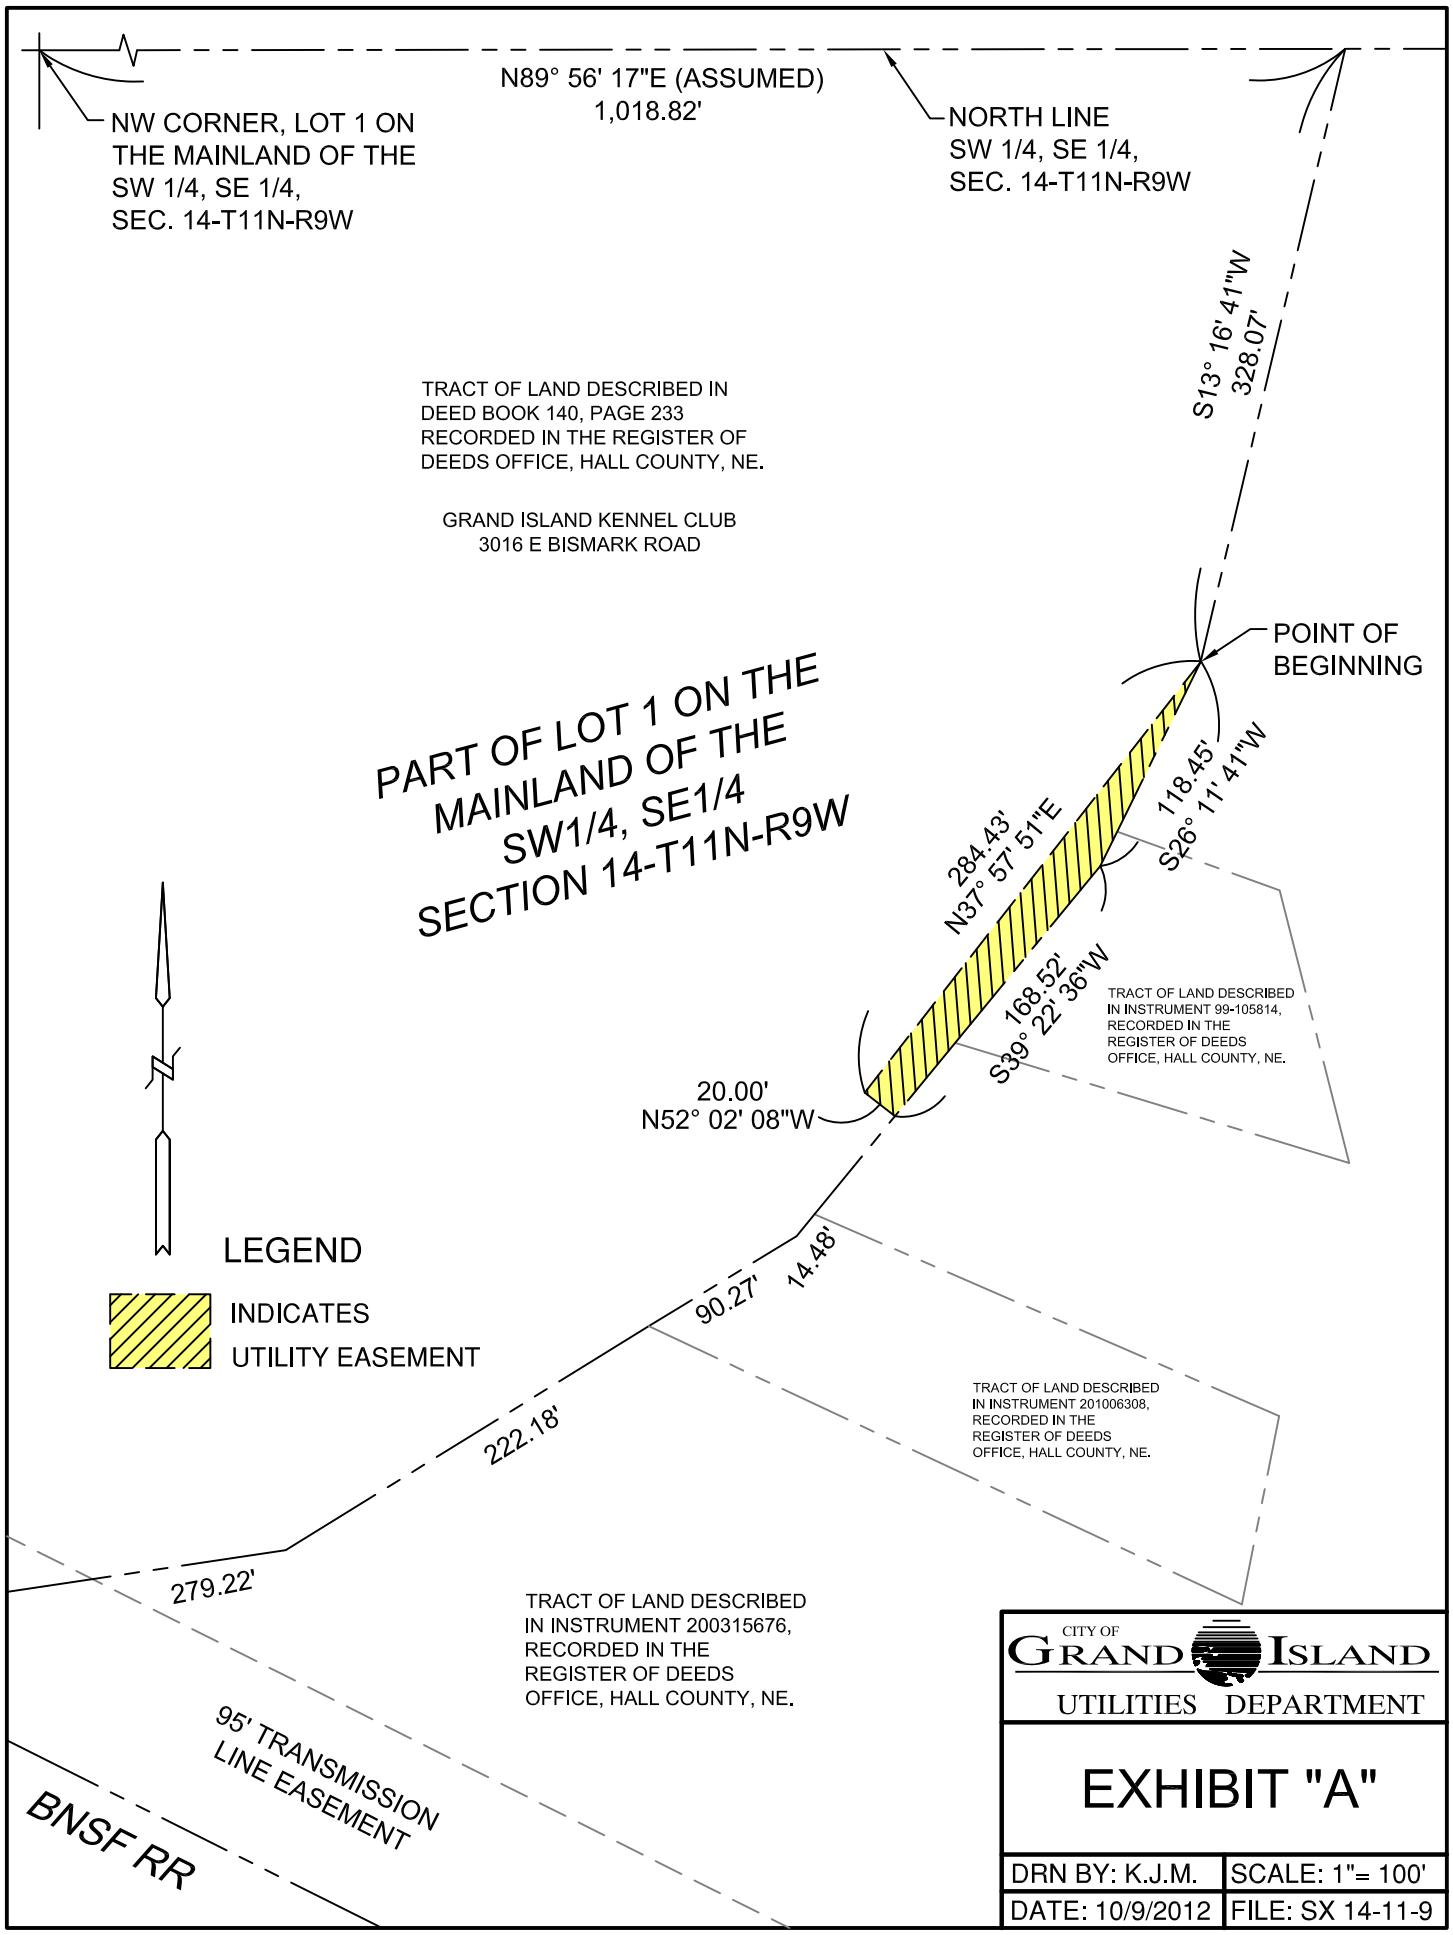 N89° 56' 17"E (ASSUMED)
1,018.82'
NW CORNER, LOT 1 ON
THE MAINLAND OF THE
SW 1/4, SE 1/4,
SEC. 14-T11N-R9W
NORTH LINE
SW 1/4, SE 1/4,
SEC. 14-T11N-R9W
S13° 16' 41"W
328.07'
TRACT OF LAND DESCRIBED IN
DEED BOOK 140, PAGE 233
RECORDED IN THE REGISTER OF
DEEDS OFFICE, HALL COUNTY, NE.
GRAND ISLAND KENNEL CLUB
3016 E BISMARK ROAD
POINT OF
BEGINNING
PART OF LOT 1 ON THE
MAINLAND OF THE
SW1/4, SE1/4
SECTION 14-T11N-R9W
118.45'
S26° 11' 41"W
284.43'
N37° 57' 51"E
168.52'
S39° 22' 36"W
TRACT OF LAND DESCRIBED
IN INSTRUMENT 99-105814,
RECORDED IN THE
REGISTER OF DEEDS
OFFICE, HALL COUNTY, NE.
20.00'
N52° 02' 08"W
N
LEGEND
INDICATES
UTILITY EASEMENT
14.48'
90.27'
222.18'
279.22'
TRACT OF LAND DESCRIBED
IN INSTRUMENT 201006308,
RECORDED IN THE
REGISTER OF DEEDS
OFFICE, HALL COUNTY, NE.
TRACT OF LAND DESCRIBED
IN INSTRUMENT 200315676,
RECORDED IN THE
REGISTER OF DEEDS
OFFICE, HALL COUNTY, NE.
95' TRANSMISSION
LINE EASEMENT
BNSF RR
CITY OF
GRAND ISLAND
UTILITIES DEPARTMENT
EXHIBIT "A"
DRN BY: K.J.M.
SCALE: 1"= 100'
DATE: 10/9/2012
FILE: SX 14-11-9